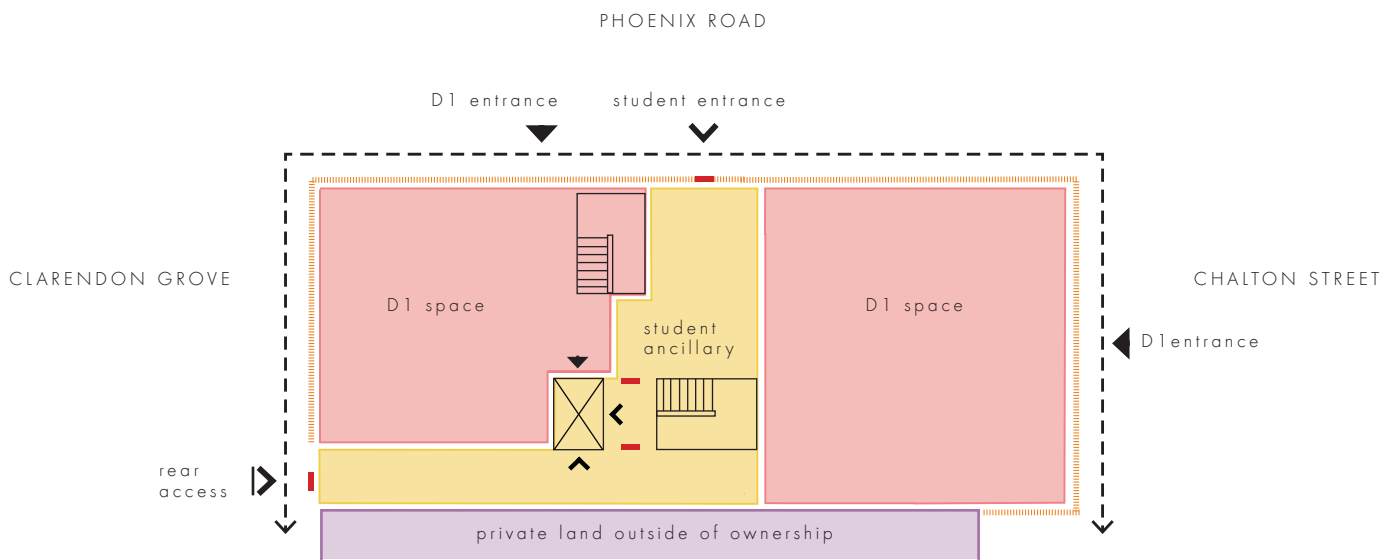 PHOENIX ROAD
D1 entrance
student entrance
CLARENDON GROVE
CHALTON STREET
D1 space
D1 space
student
ancillary
D1entrance
rear
access
private land outside of ownership